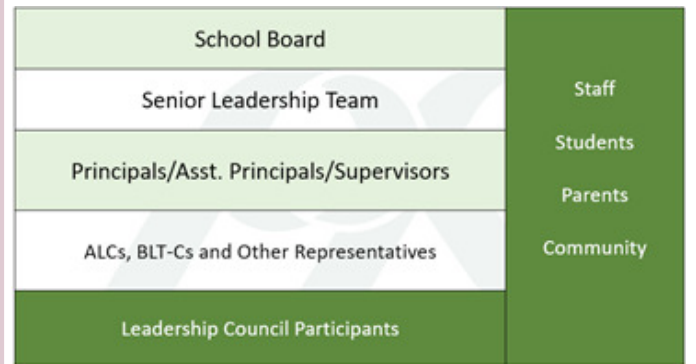 School Board
Senior Leadership Team
Principals/Asst. Principals/Supervisors
ALCs, BLT-Cs and Other Representatives
Leadership Council Participants
Staff
Students
Parents
Community